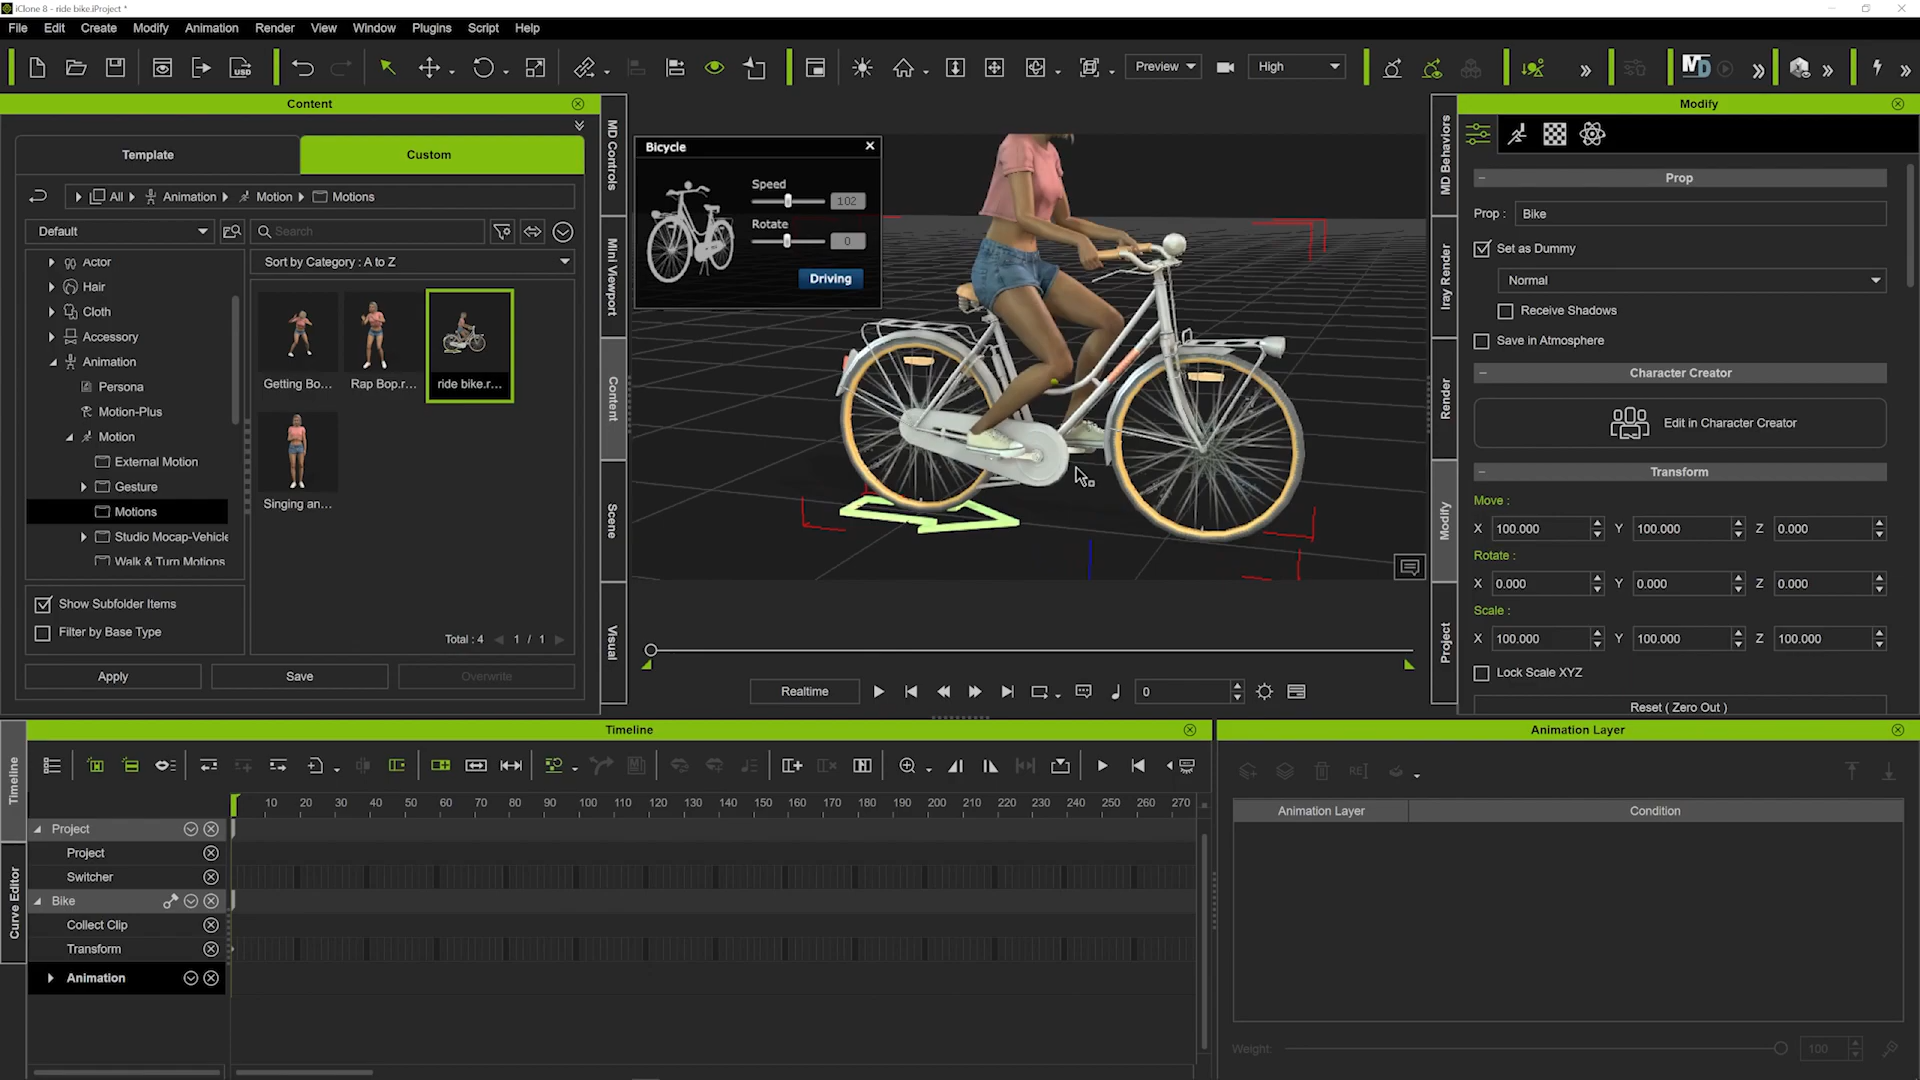 iClone 8 - ride bike.iProject *
File Edit Create Modify Animation Render View Window Plugins Script Help
USD Preview High MD
Content
Template Custom
All Animation Motion Motions
Default Search
Sort by Category : A to Z
Actor
Hair
Cloth
Accessory
Animation
Persona
Motion-Plus
Motion
External Motion
Gesture
Motions
Studio Mocap-Vehicle
Walk & Turn Motions
Getting Bo... Rap Bop.r... ride bike.r...
Singing an...
Show Subfolder Items
Filter by Base Type
Total : 4 1 / 1
Apply Save Overwrite
MD Controls
Mini Viewport
Content
Scene
Visual
Bicycle
Speed
102
Rotate
0
Driving
Realtime 0
MD Behaviors
Iray Render
Render
Modify
Project
Modify
Prop
Prop : Bike
Set as Dummy
Normal
Receive Shadows
Save in Atmosphere
Character Creator
Edit in Character Creator
Transform
Move :
X 100.000 Y 100.000 Z 0.000
Rotate :
X 0.000 Y 0.000 Z 0.000
Scale :
X 100.000 Y 100.000 Z 100.000
Lock Scale XYZ
Reset ( Zero Out )
Timeline
Timeline
Curve Editor
10 20 30 40 50 60 70 80 90 100 110 120 130 140 150 160 170 180 190 200 210 220 230 240 250 260 270
Project
Project
Switcher
Bike
Collect Clip
Transform
Animation
Animation Layer
RE
Animation Layer Condition
Weight: 100